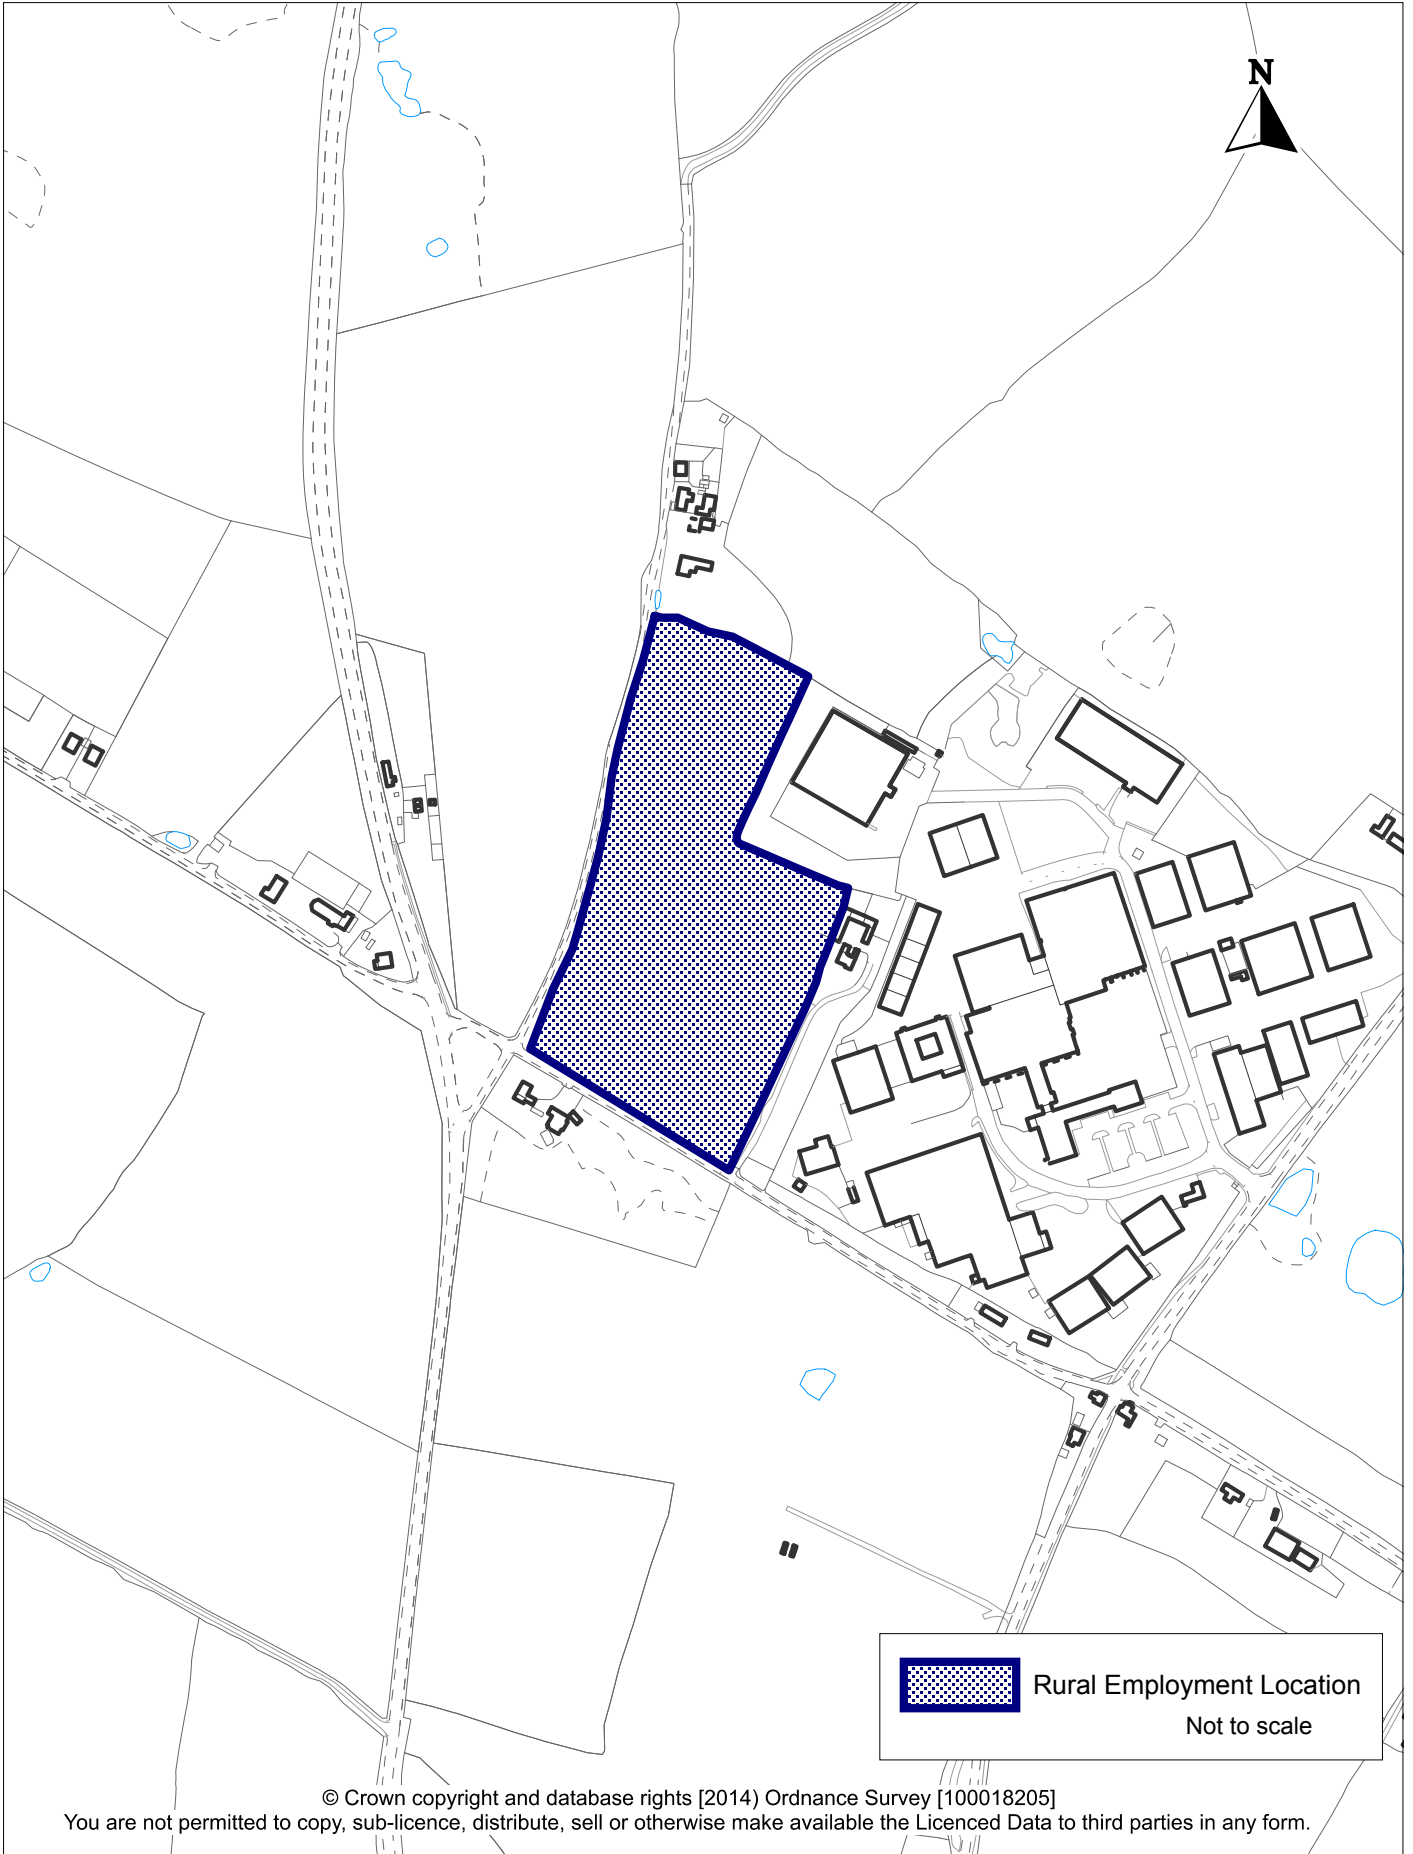 N
Rural Employment Location
Not to scale
© Crown copyright and database rights [2014) Ordnance Survey [100018205]
You are not permitted to copy, sub-licence, distribute, sell or otherwise make available the Licenced Data to third parties in any form.